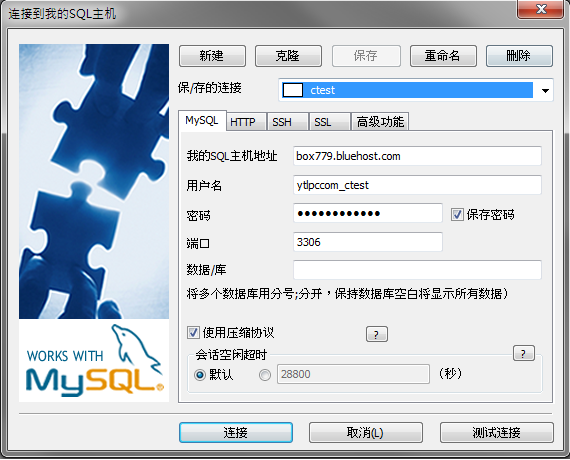 连接到我的SQL主机
新建 克隆 保存 重命名 删除
保/存的连接 ctest
MySQL HTTP SSH SSL 高级功能
我的SQL主机地址 box779.bluehost.com
用户名 ytlpccom_ctest
密码 ●●●●●●●●●●●● 保存密码
端口 3306
数据/库
将多个数据库用分号;分开，保持数据库空白将显示所有数据）
使用压缩协议 ?
会话空闲超时 ?
默认 28800 （秒）
WORKS WITH
MySQL®
连接 取消(L) 测试连接